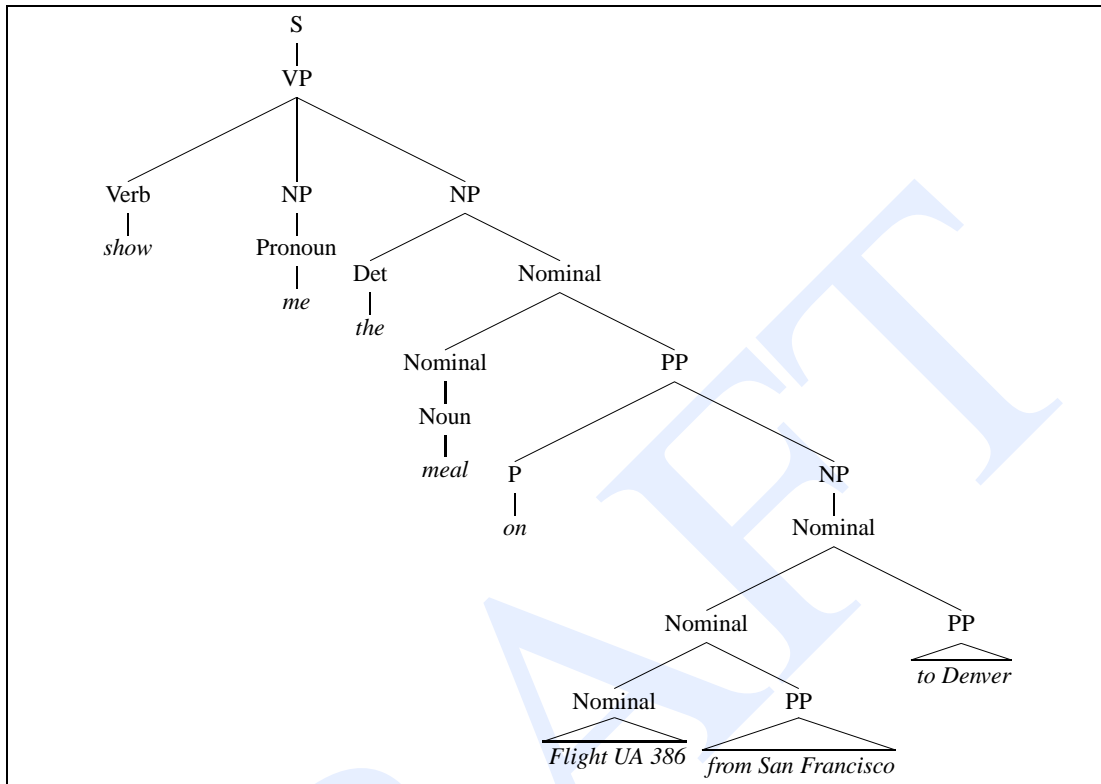 S
VP
Verb NP NP
show Pronoun Det Nominal
me the
Nominal PP
Noun
meal P NP
on Nominal
Nominal PP
to Denver
Nominal PP
Flight UA 386 from San Francisco
DRAFT